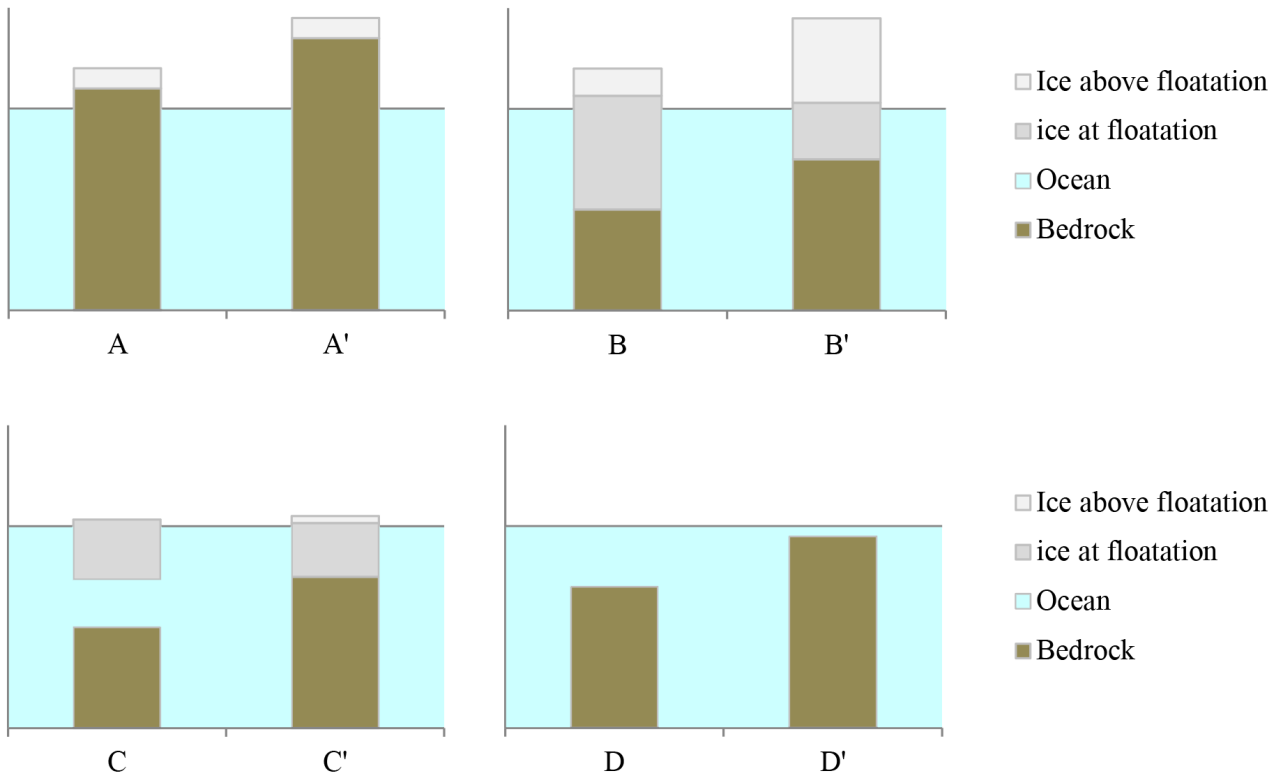 Ice above floatation
ice at floatation
Ocean
Bedrock
A
A'
B
B'
Ice above floatation
ice at floatation
Ocean
Bedrock
C
C'
D
D'